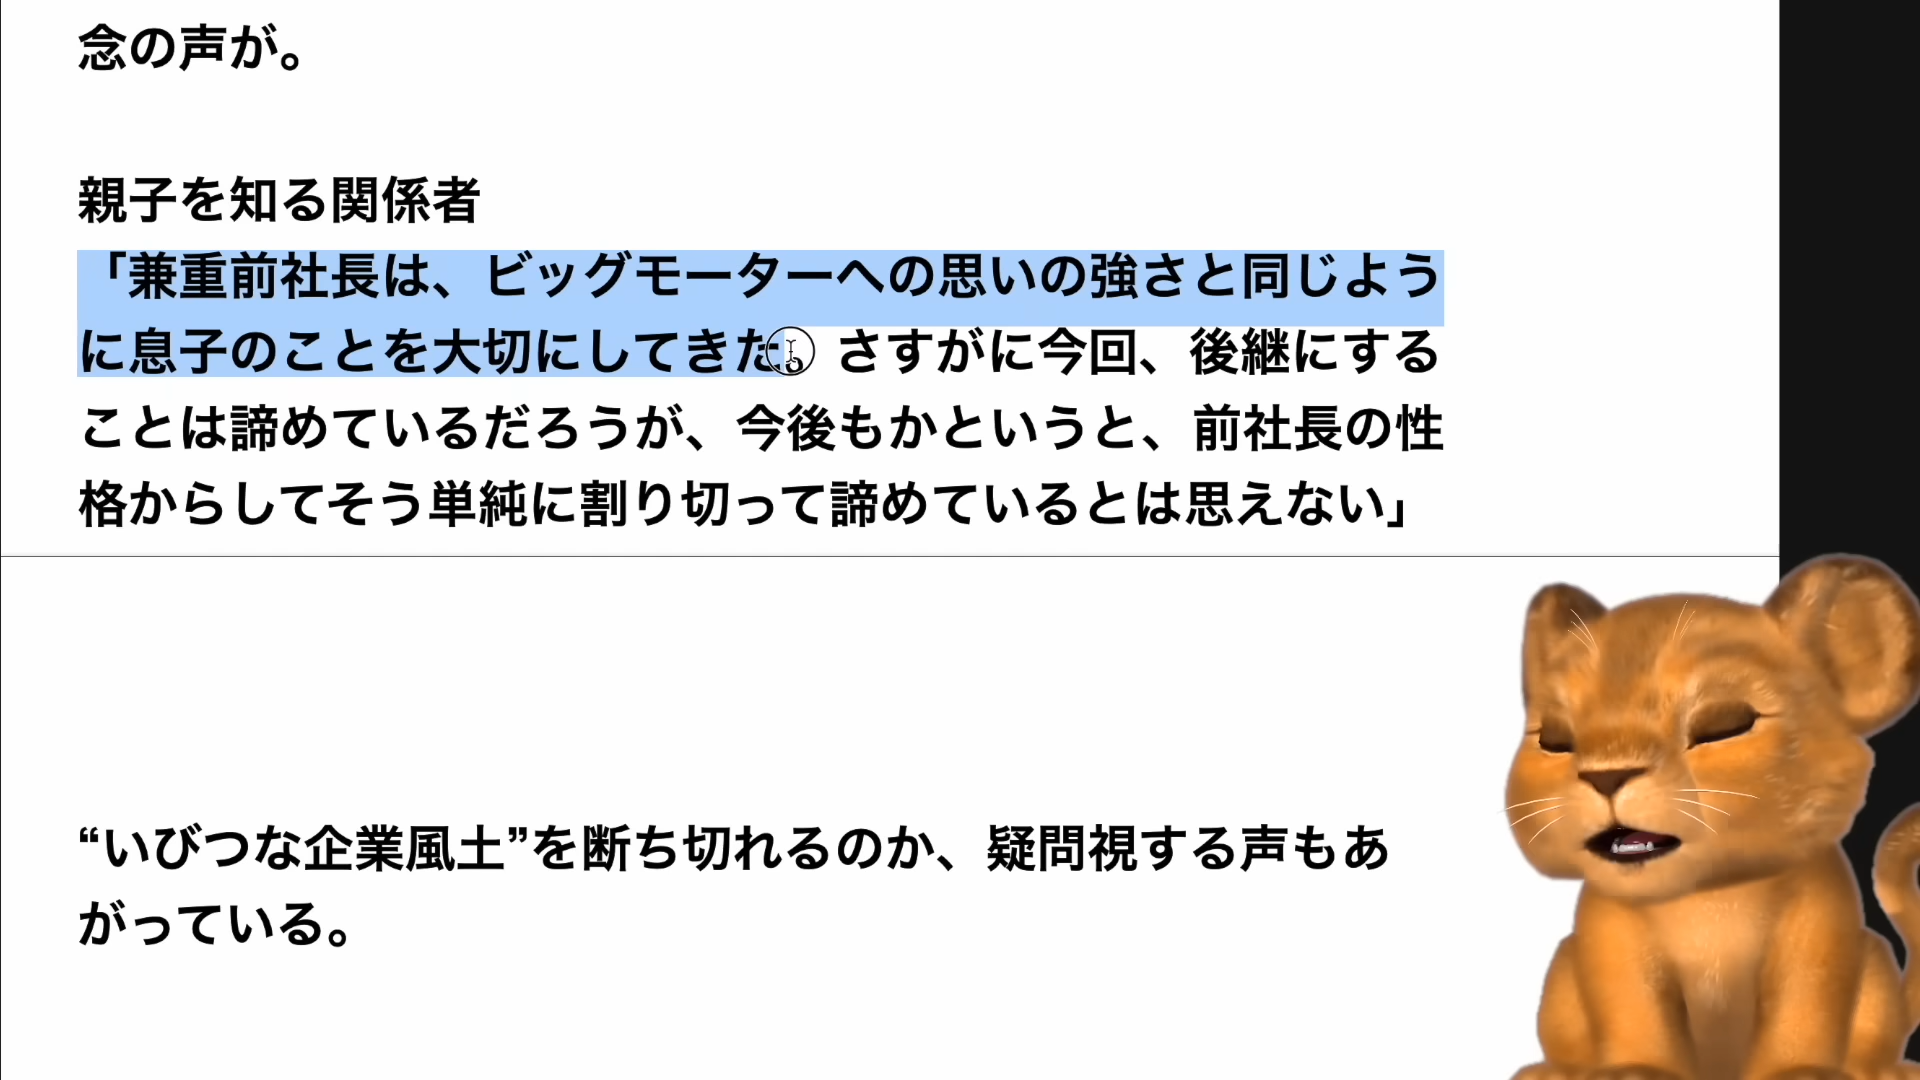 念の声が。
親子を知る関係者
「兼重前社長は、ビッグモーターへの思いの強さと同じよう
に息子のことを大切にしてきた。さすがに今回、後継にする
ことは諦めているだろうが、今後もかというと、前社長の性
格からしてそう単純に割り切って諦めているとは思えない」
“いびつな企業風土”を断ち切れるのか、疑問視する声もあ
がっている。